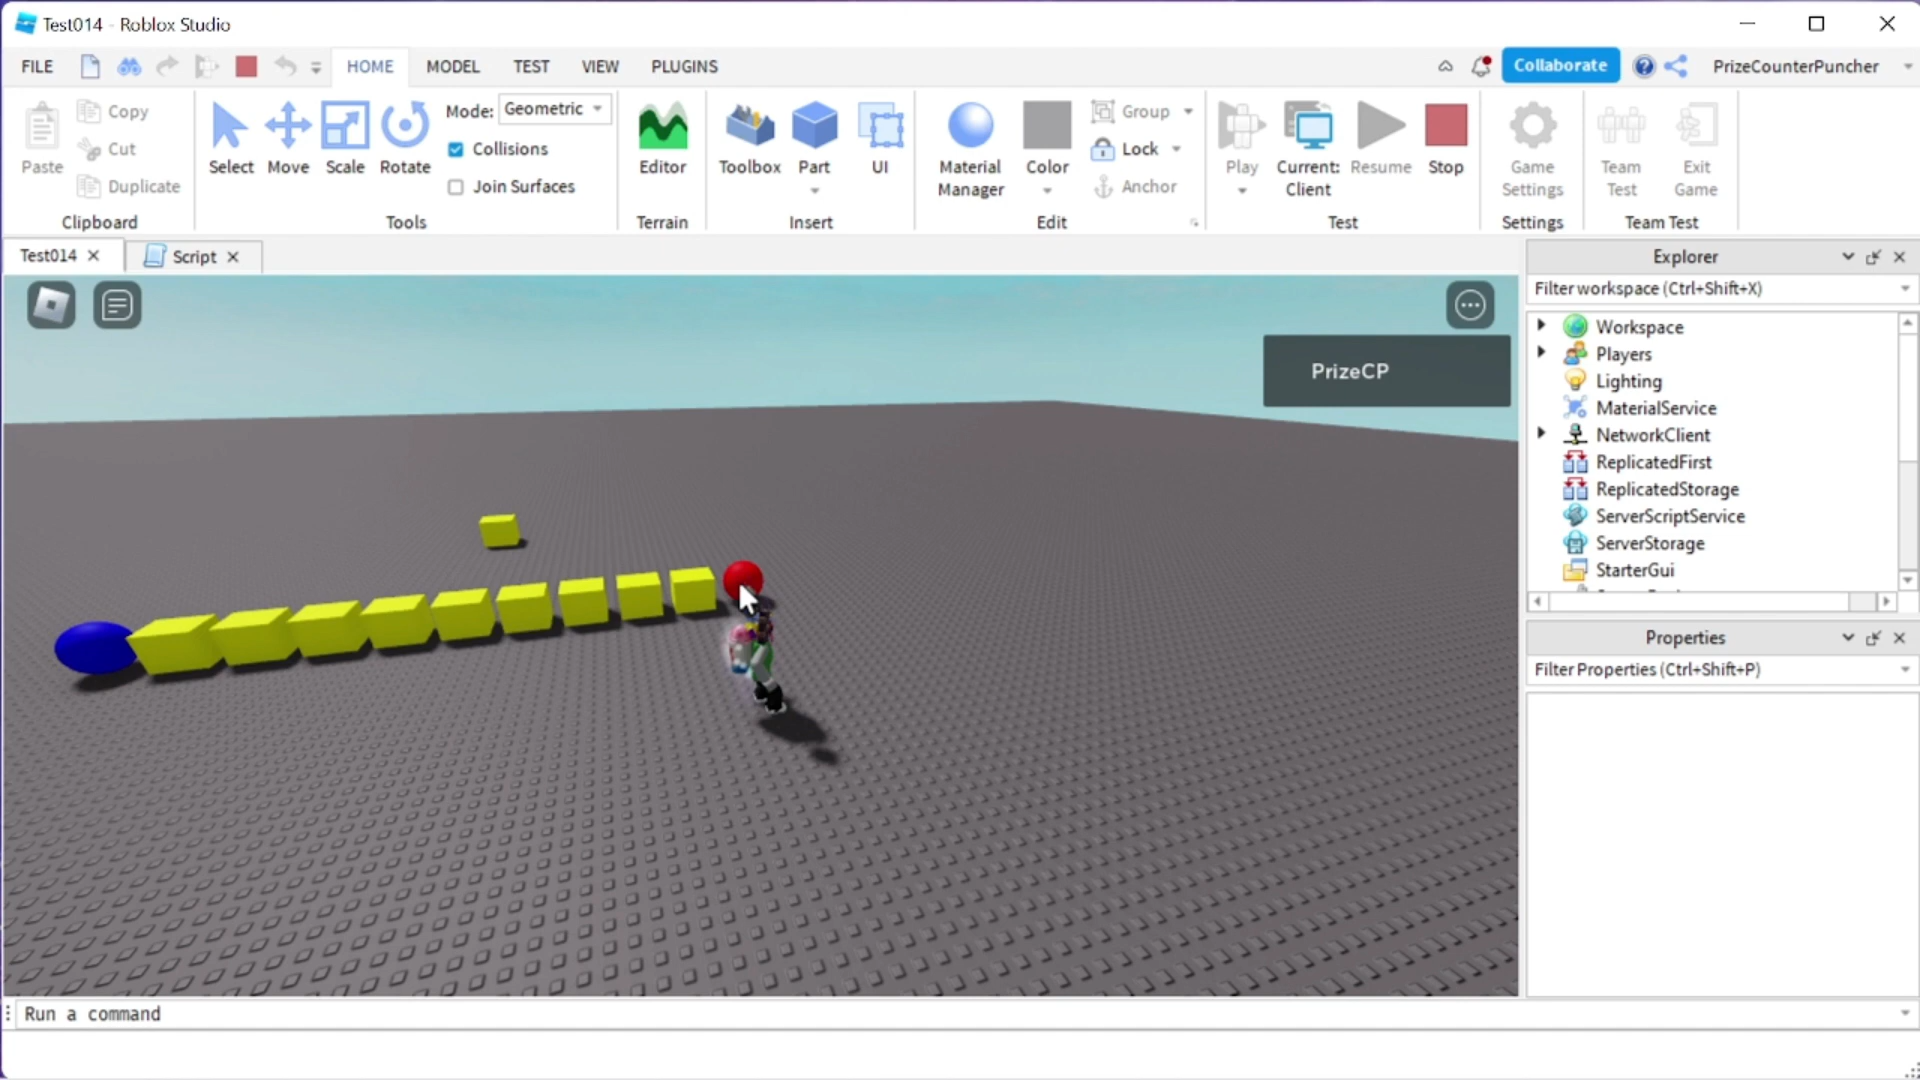 Test014 - Roblox Studio
FILE HOME MODEL TEST VIEW PLUGINS Collaborate PrizeCounterPuncher
Paste Copy Cut Duplicate
Clipboard
Select Move Scale Rotate Mode: Geometric
Collisions
Join Surfaces
Tools
Editor
Terrain
Toolbox Part UI
Insert
Material Manager Color Group Lock Anchor
Edit
Play Current: Client Resume Stop
Test
Game Settings
Settings
Team Test Exit Game
Team Test
Test014 Script
PrizeCP
Explorer
Filter workspace (Ctrl+Shift+X)
Workspace
Players
Lighting
MaterialService
NetworkClient
ReplicatedFirst
ReplicatedStorage
ServerScriptService
ServerStorage
StarterGui
Properties
Filter Properties (Ctrl+Shift+P)
Run a command